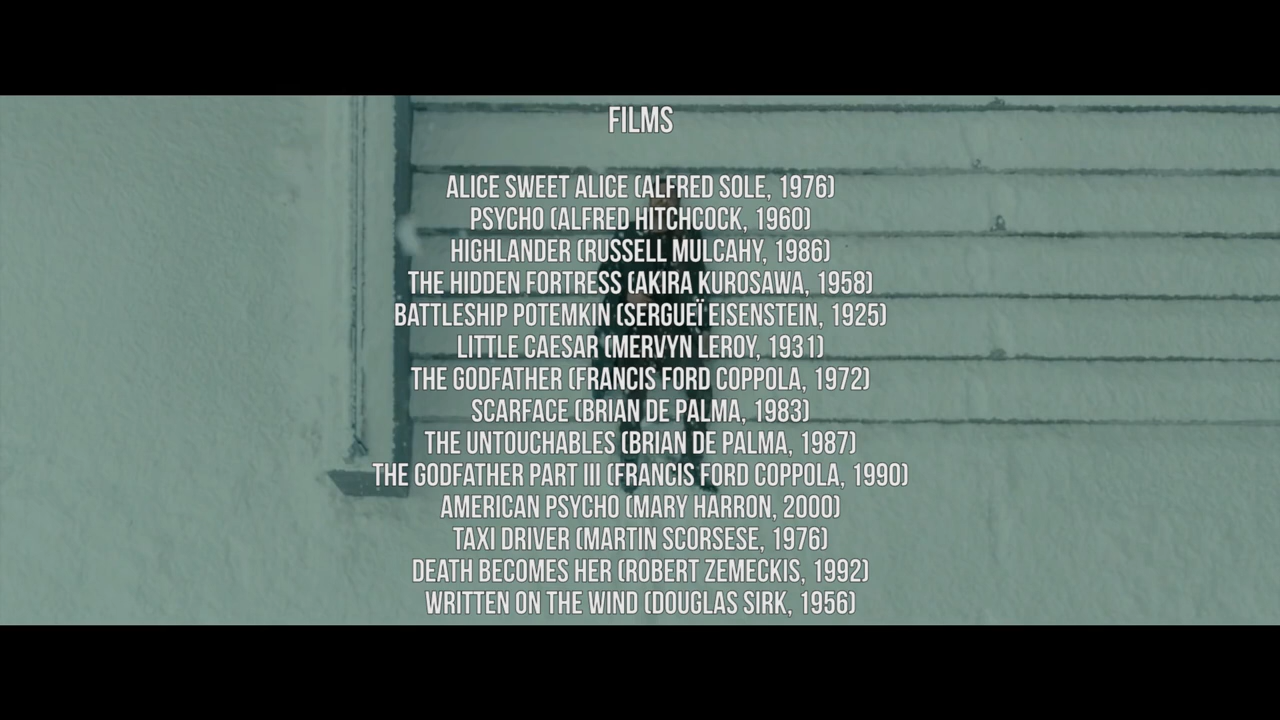 FILMS
ALICE SWEET ALICE (ALFRED SOLE, 1976)
PSYCHO (ALFRED HITCHCOCK, 1960)
HIGHLANDER (RUSSELL MULCAHY, 1986)
THE HIDDEN FORTRESS (AKIRA KUROSAWA, 1958)
BATTLESHIP POTEMKIN (SERGUEÏ EISENSTEIN, 1925)
LITTLE CAESAR (MERVYN LEROY, 1931)
THE GODFATHER (FRANCIS FORD COPPOLA, 1972)
SCARFACE (BRIAN DE PALMA, 1983)
THE UNTOUCHABLES (BRIAN DE PALMA, 1987)
THE GODFATHER PART III (FRANCIS FORD COPPOLA, 1990)
AMERICAN PSYCHO (MARY HARRON, 2000)
TAXI DRIVER (MARTIN SCORSESE, 1976)
DEATH BECOMES HER (ROBERT ZEMECKIS, 1992)
WRITTEN ON THE WIND (DOUGLAS SIRK, 1956)